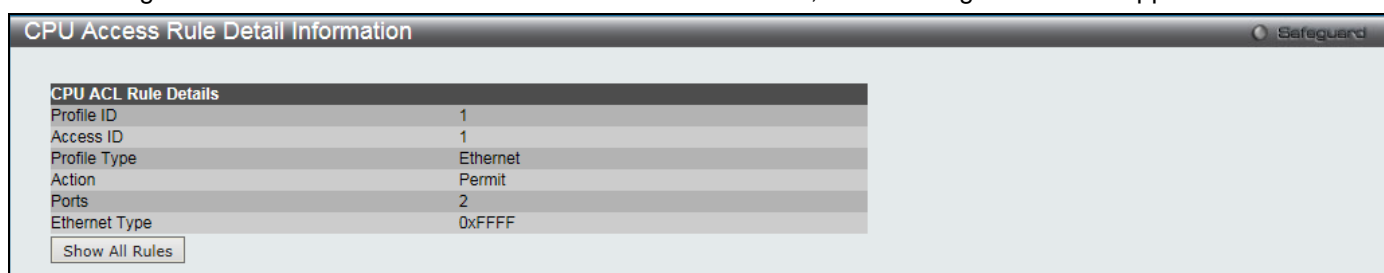 CPU Access Rule Detail Information
Safeguard
CPU ACL Rule Details
Profile ID 1
Access ID 1
Profile Type Ethernet
Action Permit
Ports 2
Ethernet Type 0xFFFF
Show All Rules